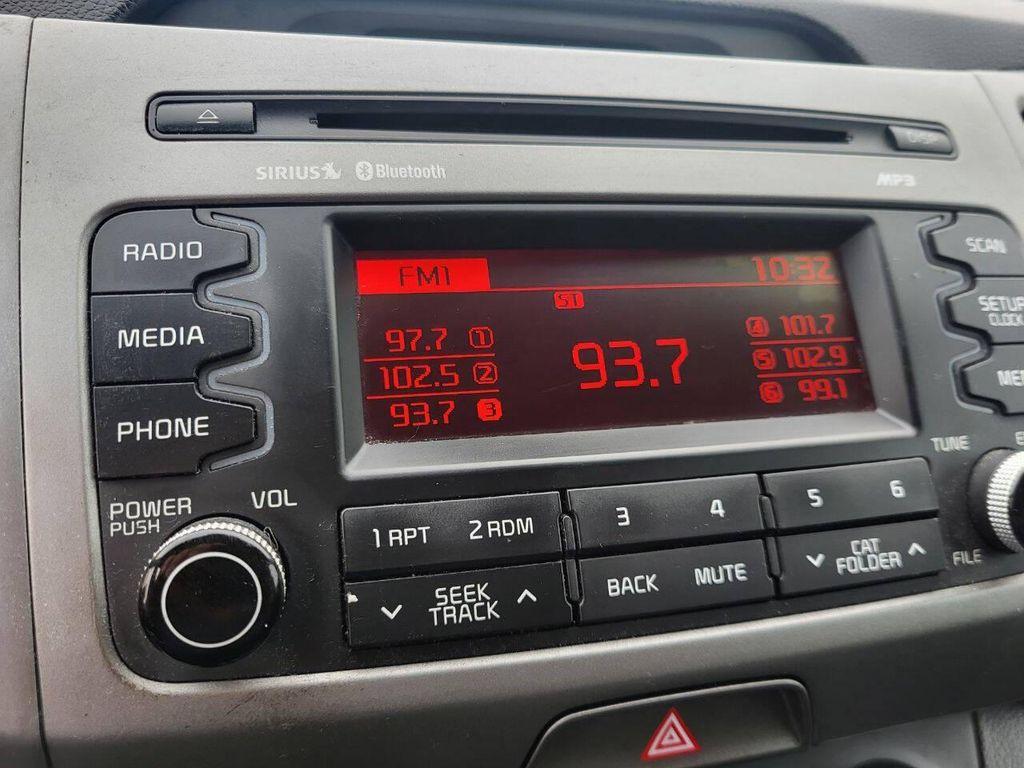 SIRIUS Bluetooth
MP3
RADIO
MEDIA
PHONE
SCAN
SETUP
CLOCK
FM1 10:32
ST
97.7 1
102.5 2
93.7 3
93.7
4 101.7
5 102.9
6 99.1
POWER
PUSH
VOL
TUNE
FILE
1 RPT 2 RDM
3 4
5 6
SEEK
TRACK
BACK MUTE
CAT
FOLDER